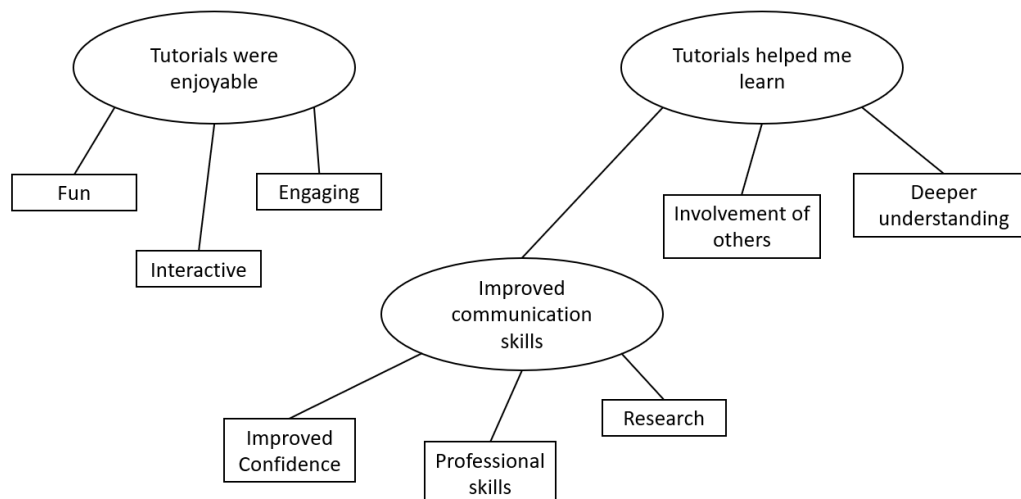 Tutorials were
enjoyable
Tutorials helped me
learn
Fun
Engaging
Interactive
Involvement of
others
Deeper
understanding
Improved
communication
skills
Improved
Confidence
Professional
skills
Research